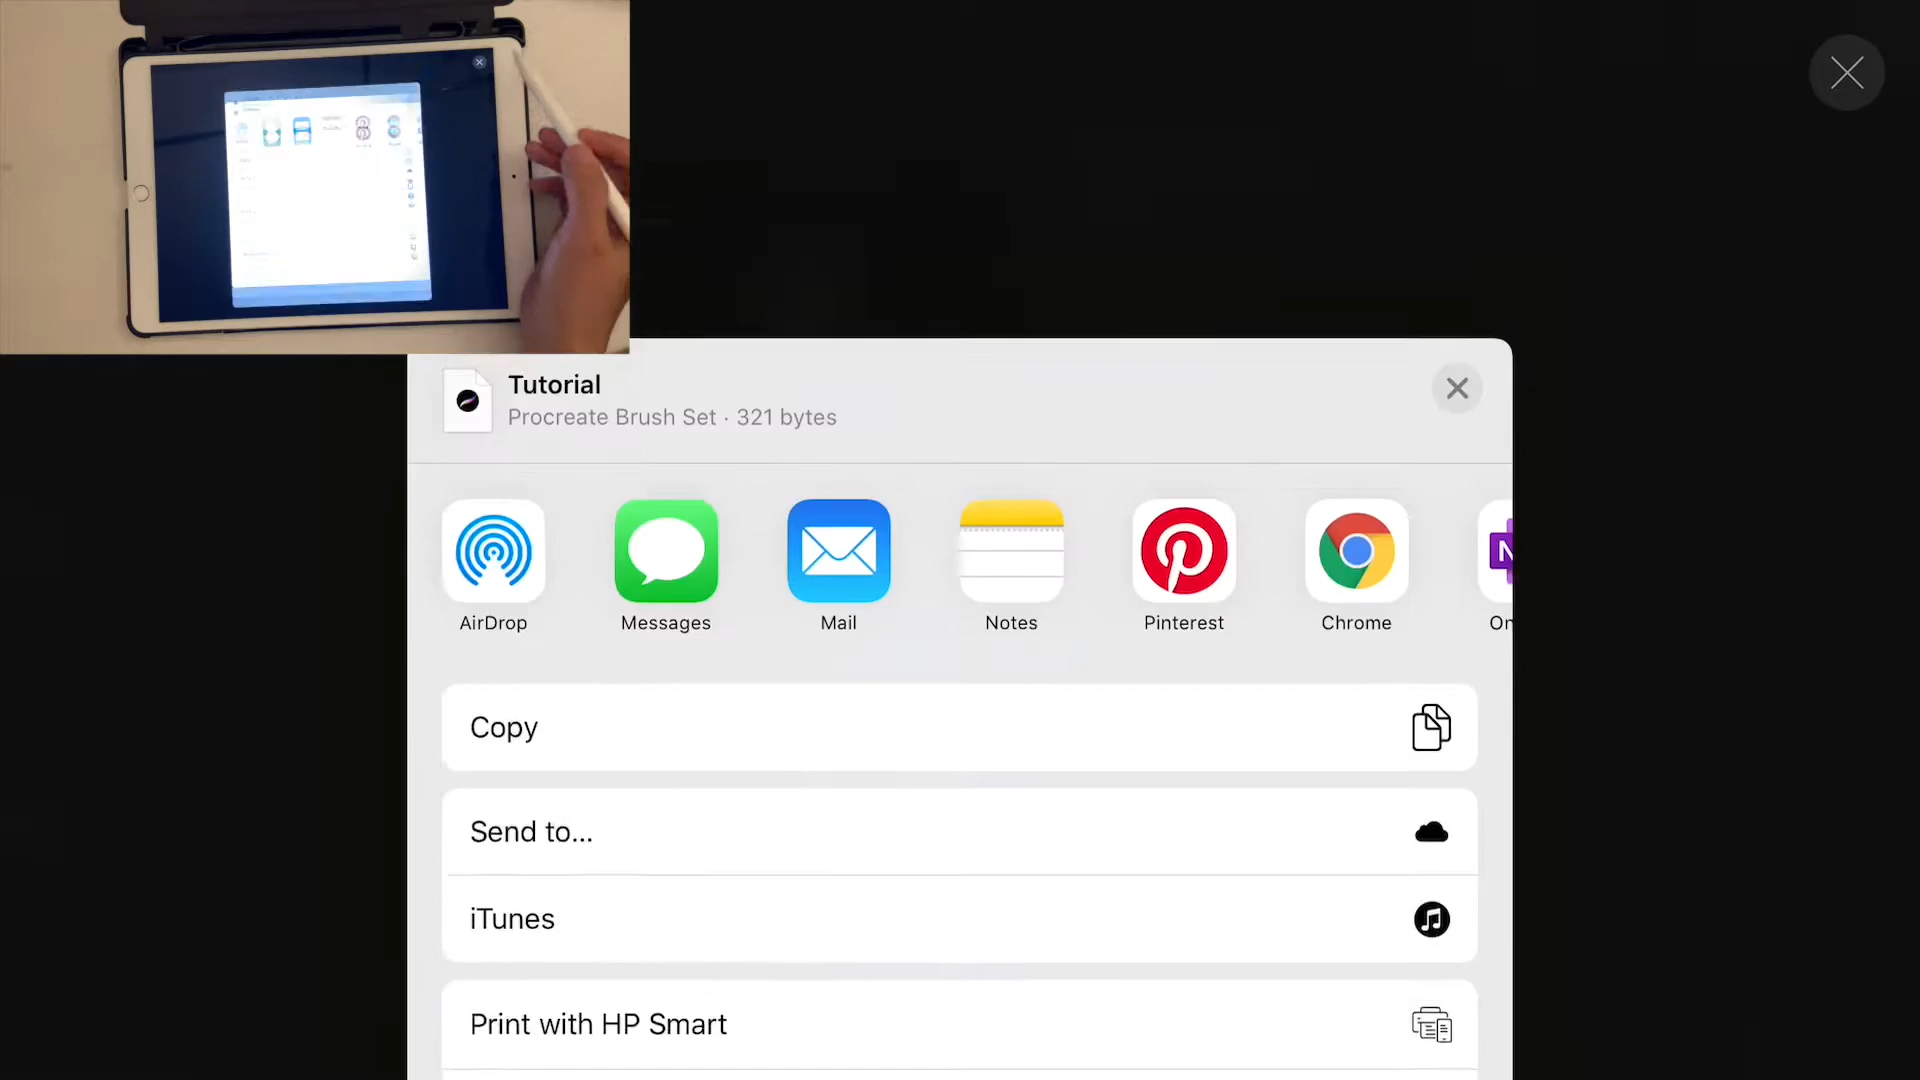 Tutorial
Procreate Brush Set · 321 bytes
AirDrop
Messages
Mail
Notes
Pinterest
Chrome
On
Copy
Send to...
iTunes
Print with HP Smart